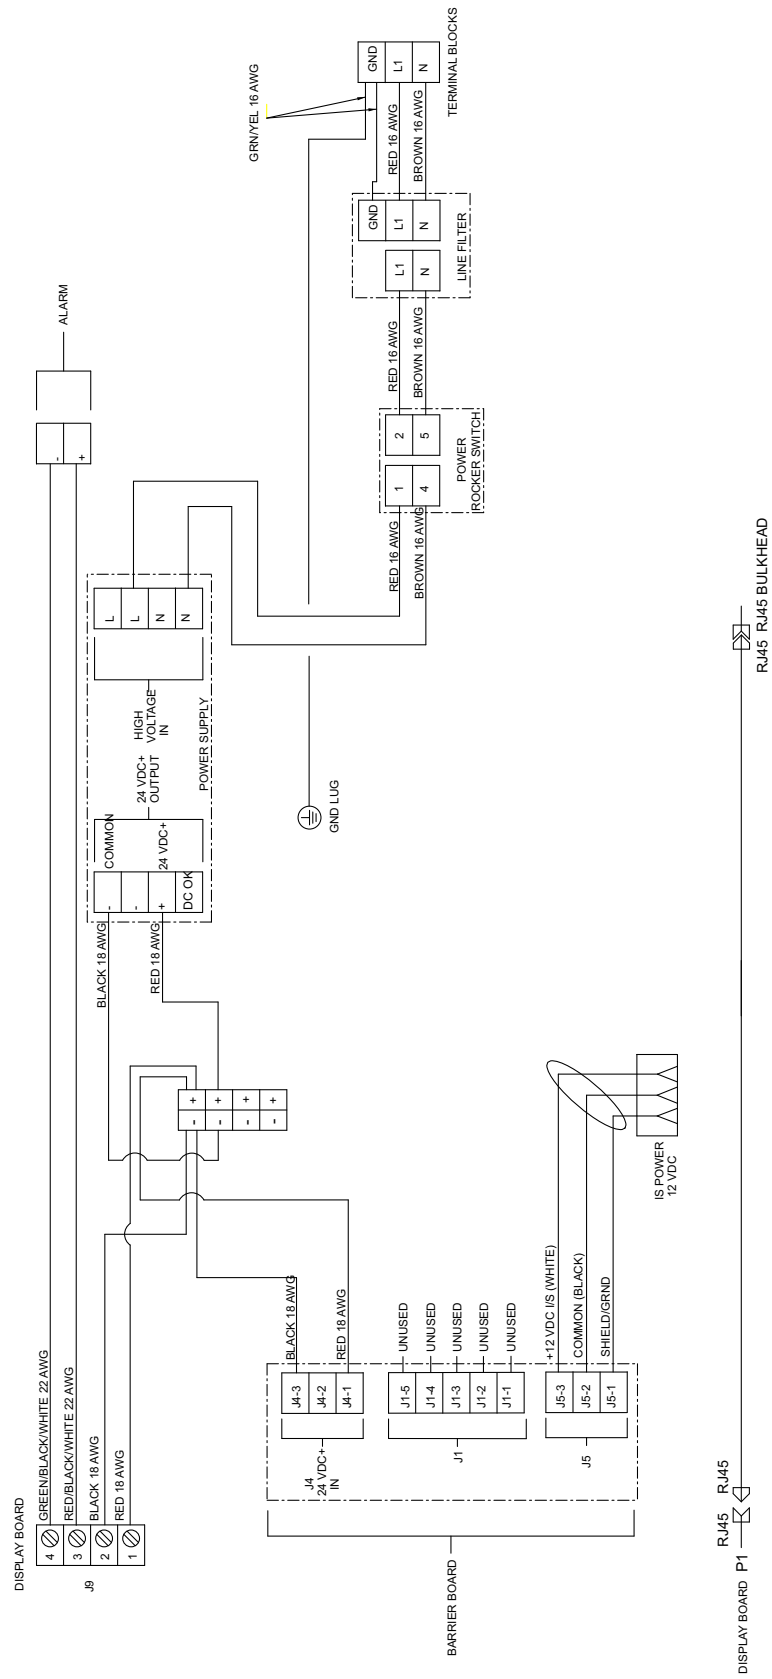 DISPLAY BOARD
J9
4
3
2
1
GREEN/BLACK/WHITE 22 AWG
RED/BLACK/WHITE 22 AWG
BLACK 18 AWG
RED 18 AWG
-
+
ALARM
BLACK 18 AWG
RED 18 AWG
-
-
+
DC OK
COMMON
24 VDC+
24 VDC+
OUTPUT
HIGH
VOLTAGE
IN
L
L
N
N
POWER SUPPLY
- +
- +
- +
- +
GND LUG
GRN/YEL 16 AWG
RED 16 AWG
BROWN 16 AWG
1
4
2
5
POWER
ROCKER SWITCH
RED 16 AWG
BROWN 16 AWG
L1
N
GND
L1
N
LINE FILTER
RED 16 AWG
BROWN 16 AWG
GND
L1
N
TERMINAL BLOCKS
BARRIER BOARD
J4
24 VDC+
IN
J4-3
J4-2
J4-1
BLACK 18 AWG
RED 18 AWG
J1
J1-5
J1-4
J1-3
J1-2
J1-1
UNUSED
UNUSED
UNUSED
UNUSED
UNUSED
J5
J5-3
J5-2
J5-1
+12 VDC I/S (WHITE)
COMMON (BLACK)
SHIELD/GRND
IS POWER
12 VDC
DISPLAY BOARD P1
RJ45
RJ45
RJ45 RJ45 BULKHEAD